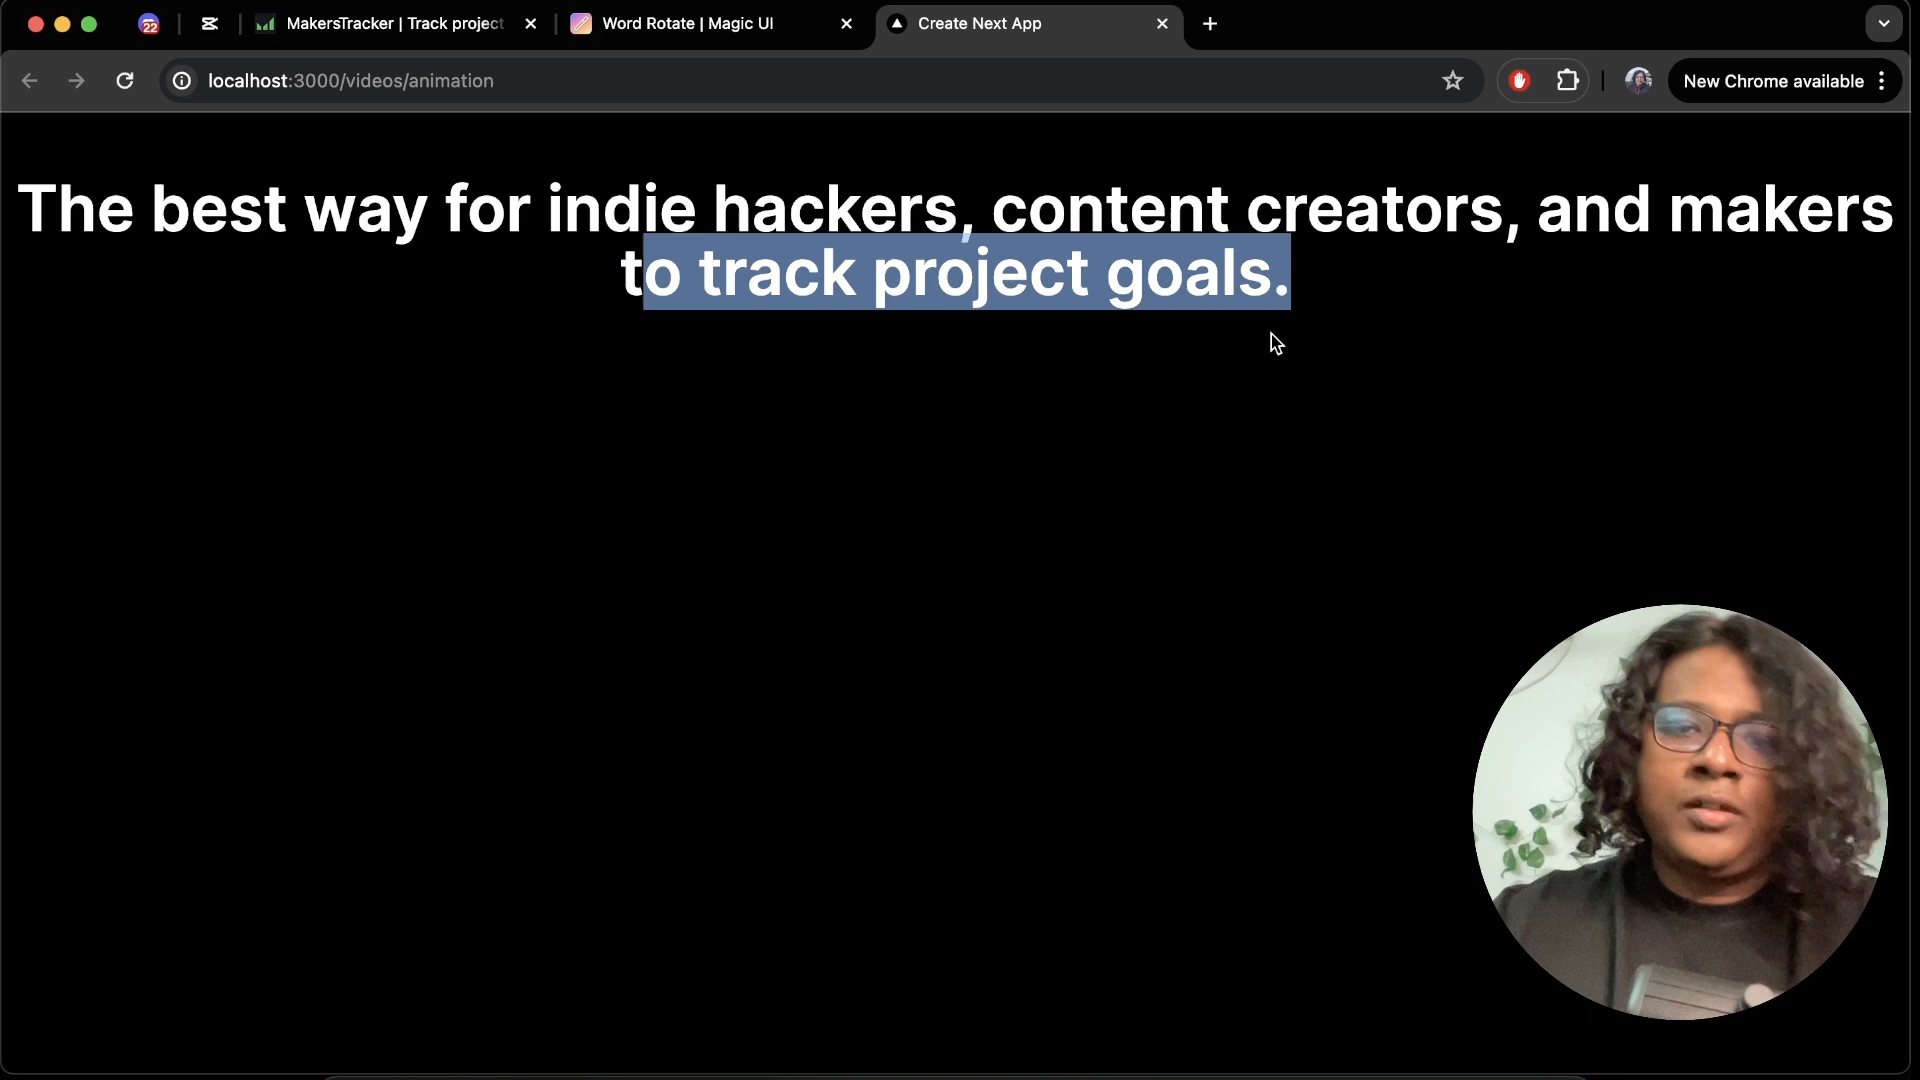 22
MakersTracker | Track project
Word Rotate | Magic UI
Create Next App
localhost:3000/videos/animation
New Chrome available
The best way for indie hackers, content creators, and makers
to track project goals.